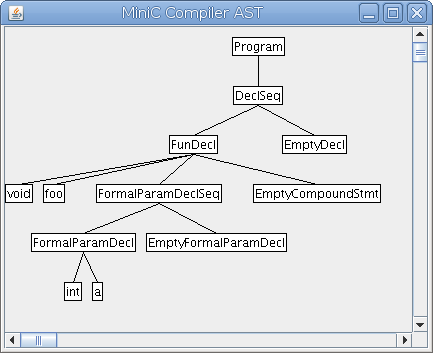 MiniC Compiler AST
Program
DeclSeq
FunDecl EmptyDecl
void foo FormalParamDeclSeq EmptyCompoundStmt
FormalParamDecl EmptyFormalParamDecl
int a